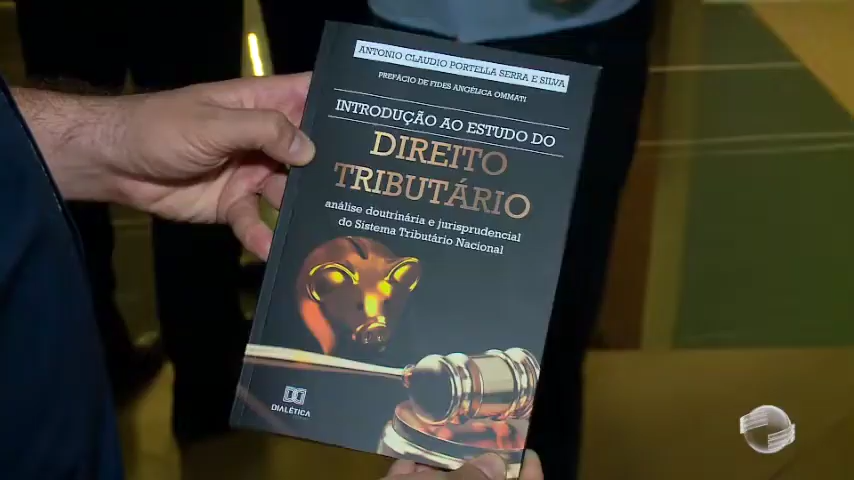 ANTONIO CLAUDIO PORTELLA SERRA E SILVA
PREFÁCIO DE FIDES ANGÉLICA OMMATI
INTRODUÇÃO AO ESTUDO DO
DIREITO
TRIBUTÁRIO
análise doutrinária e jurisprudencial
do Sistema Tributário Nacional
DIALÉTICA